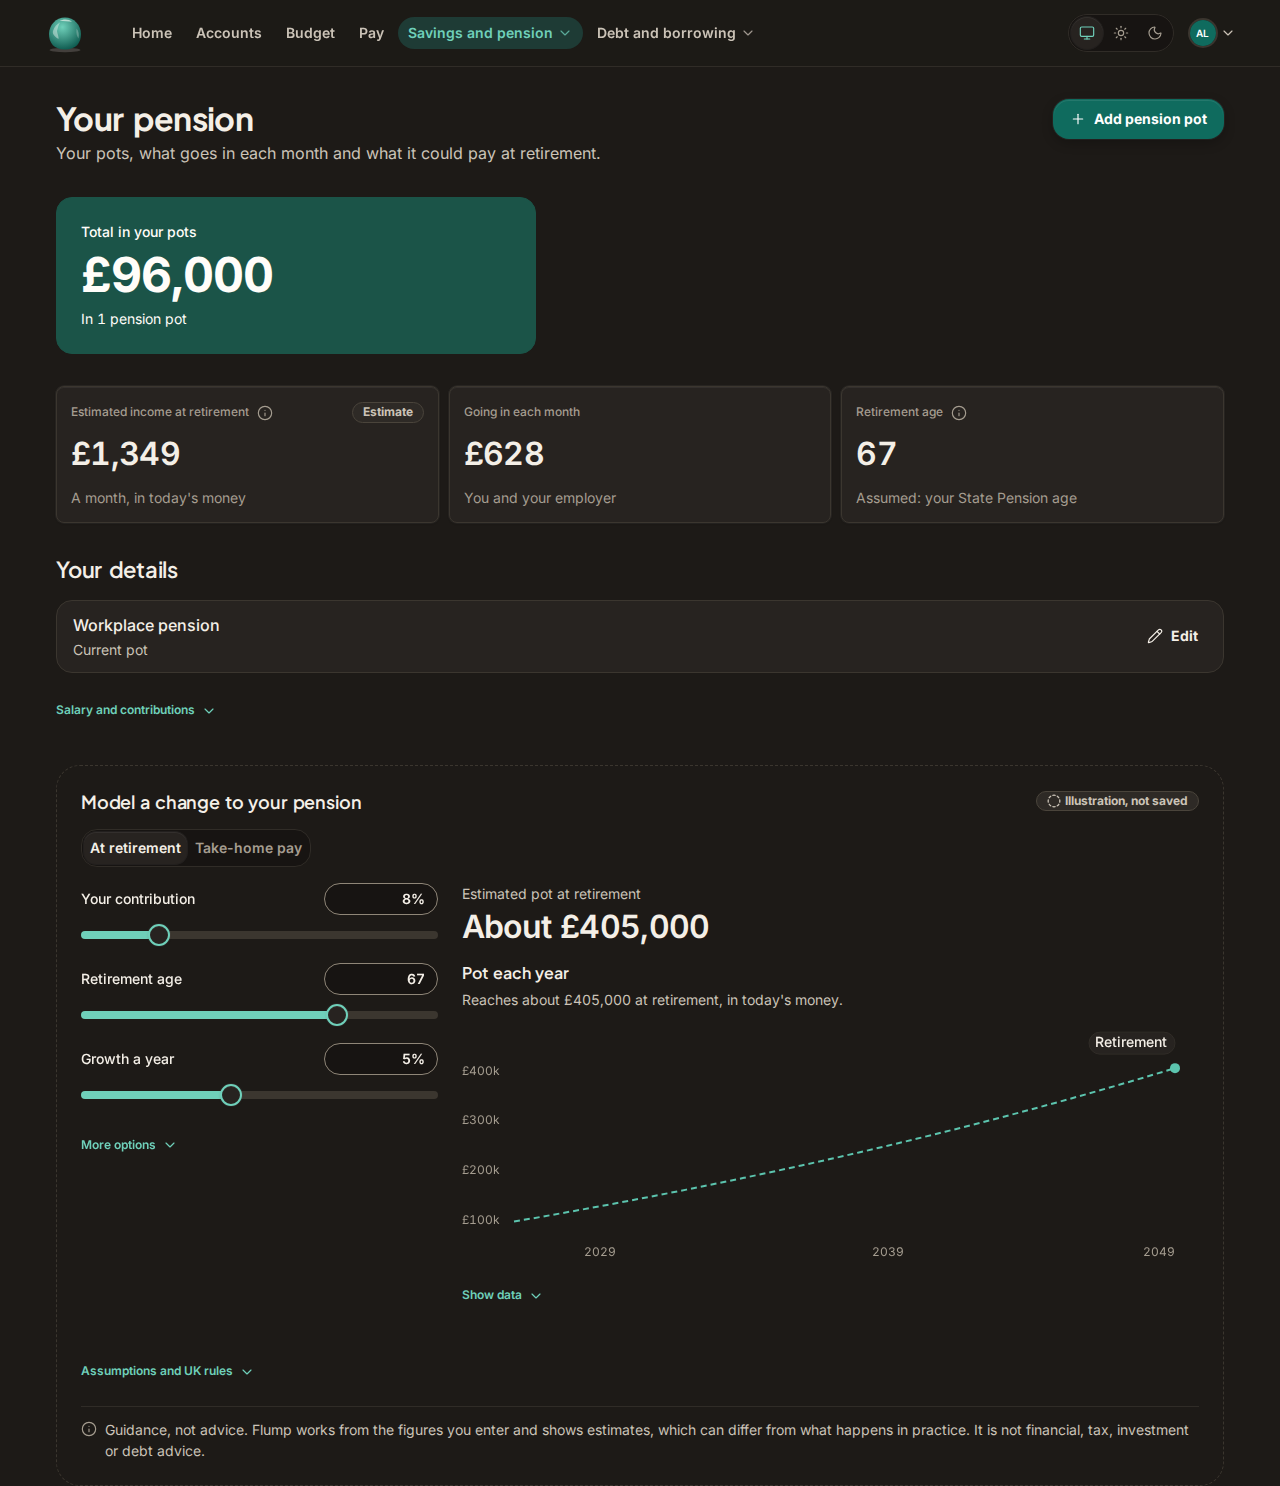 Home Accounts Budget Pay Savings and pension Debt and borrowing AL
Your pension
Add pension pot
Your pots, what goes in each month and what it could pay at retirement.
Total in your pots
£96,000
In 1 pension pot
Estimated income at retirement Estimate
£1,349
A month, in today's money
Going in each month
£628
You and your employer
Retirement age
67
Assumed: your State Pension age
Your details
Workplace pension
Current pot
Edit
Salary and contributions
Model a change to your pension
Illustration, not saved
At retirement Take-home pay
Your contribution 8%
Retirement age 67
Growth a year 5%
More options
Estimated pot at retirement
About £405,000
Pot each year
Reaches about £405,000 at retirement, in today's money.
Retirement
£400k
£300k
£200k
£100k
2029 2039 2049
Show data
Assumptions and UK rules
Guidance, not advice. Flump works from the figures you enter and shows estimates, which can differ from what happens in practice. It is not financial, tax, investment
or debt advice.